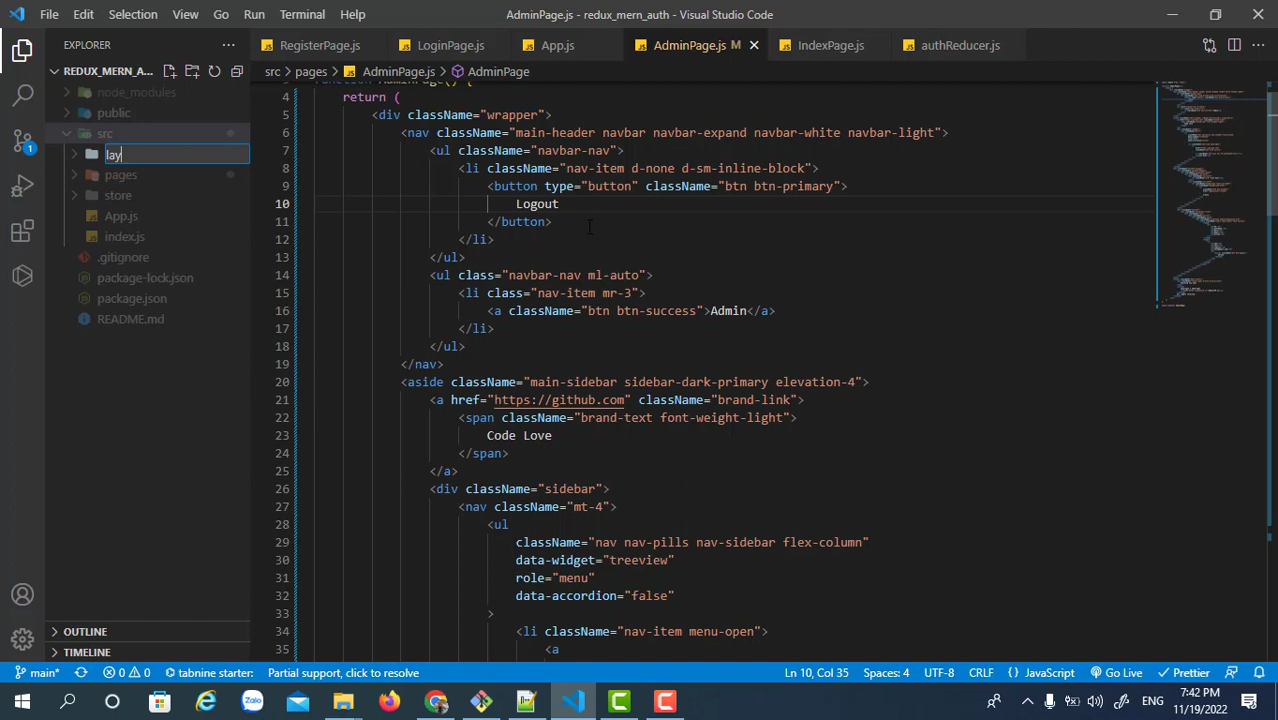 File Edit Selection View Go Run Terminal Help
AdminPage.js - redux_mern_auth - Visual Studio Code
EXPLORER
RegisterPage.js
LoginPage.js
App.js
AdminPage.js M
IndexPage.js
authReducer.js
REDUX_MERN_A...
src > pages > AdminPage.js > AdminPage
node_modules
public
src
lay
pages
store
App.js
index.js
.gitignore
package-lock.json
package.json
README.md
4 return (
5 <div className="wrapper">
6 <nav className="main-header navbar navbar-expand navbar-white navbar-light">
7 <ul className="navbar-nav">
8 <li className="nav-item d-none d-sm-inline-block">
9 <button type="button" className="btn btn-primary">
10 Logout
11 </button>
12 </li>
13 </ul>
14 <ul class="navbar-nav ml-auto">
15 <li class="nav-item mr-3">
16 <a className="btn btn-success">Admin</a>
17 </li>
18 </ul>
19 </nav>
20 <aside className="main-sidebar sidebar-dark-primary elevation-4">
21 <a href="https://github.com" className="brand-link">
22 <span className="brand-text font-weight-light">
23 Code Love
24 </span>
25 </a>
26 <div className="sidebar">
27 <nav className="mt-4">
28 <ul
29 className="nav nav-pills nav-sidebar flex-column"
30 data-widget="treeview"
31 role="menu"
32 data-accordion="false"
33 >
34 <li className="nav-item menu-open">
35 <a
OUTLINE
TIMELINE
1
main* 0 0 tabnine starter: Partial support, click to resolve
Ln 10, Col 35 Spaces: 4 UTF-8 CRLF { } JavaScript Go Live Prettier
Zalo
ENG
7:42 PM
11/19/2022